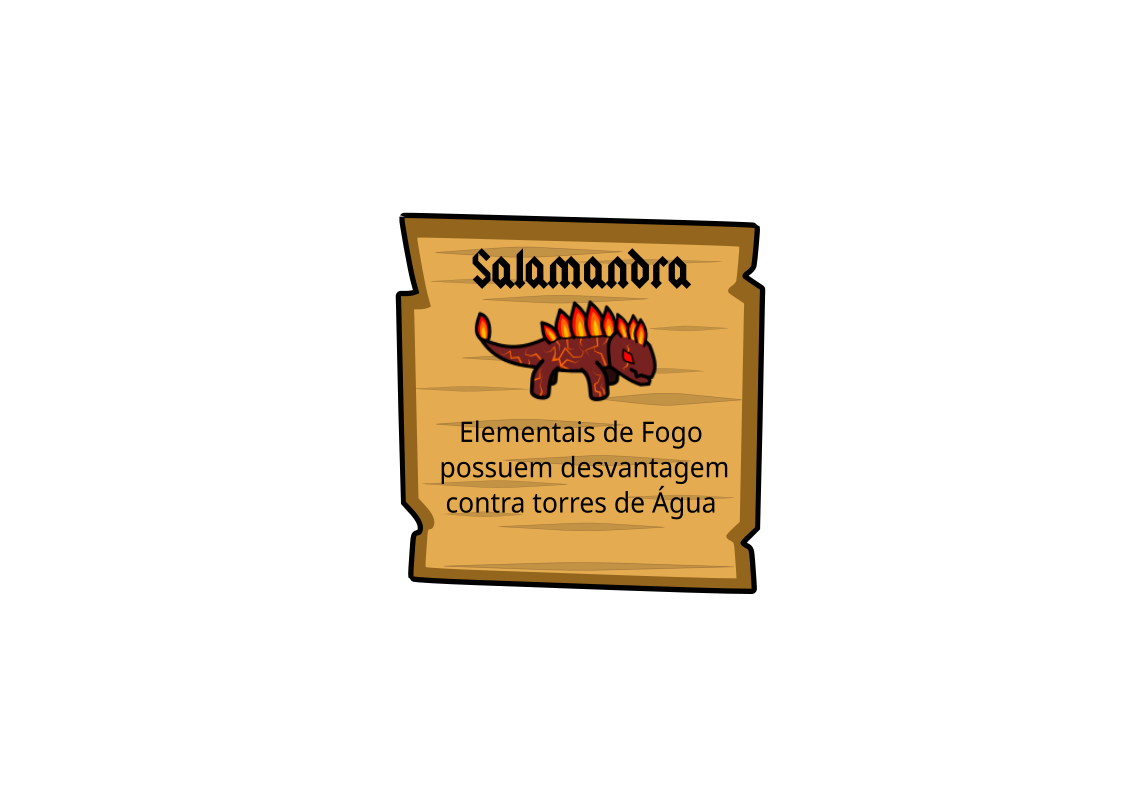 Salamandra
Elementais de Fogo
possuem desvantagem
contra torres de Água